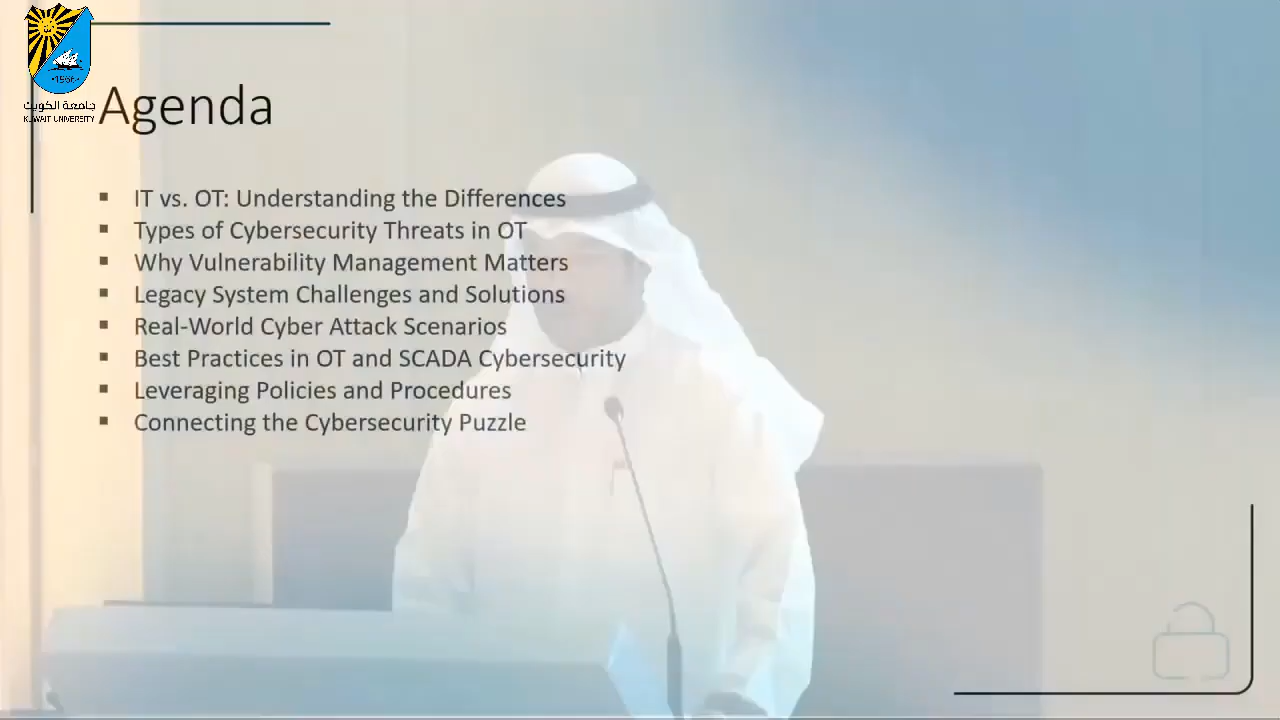 •1966•
جامعة الكويت
KUWAIT UNIVERSITY
Agenda
▪ IT vs. OT: Understanding the Differences
▪ Types of Cybersecurity Threats in OT
▪ Why Vulnerability Management Matters
▪ Legacy System Challenges and Solutions
▪ Real-World Cyber Attack Scenarios
▪ Best Practices in OT and SCADA Cybersecurity
▪ Leveraging Policies and Procedures
▪ Connecting the Cybersecurity Puzzle